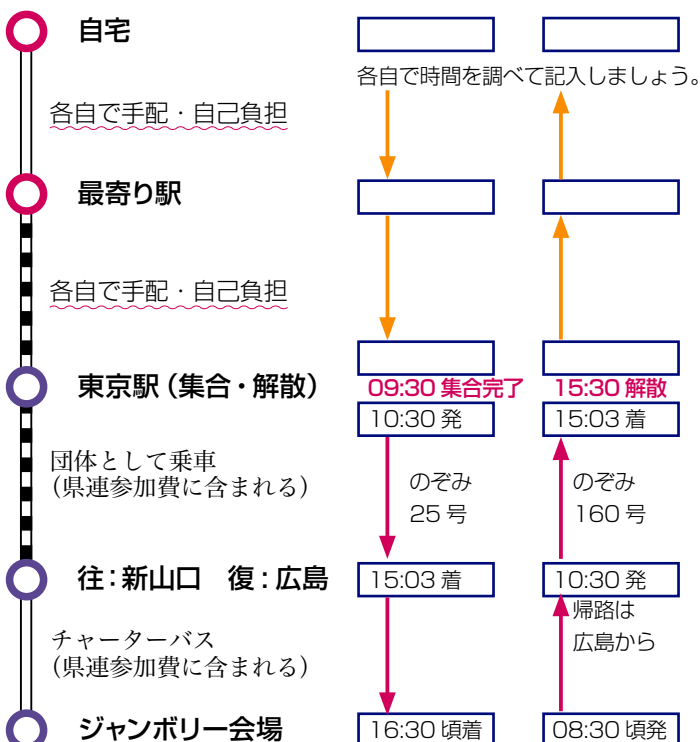 自宅
各自で時間を調べて記入しましょう。
各自で手配・自己負担
最寄り駅
各自で手配・自己負担
東京駅（集合・解散）
09:30 集合完了
15:30 解散
10:30 発
15:03 着
団体として乗車
（県連参加費に含まれる）
のぞみ
25 号
のぞみ
160 号
往：新山口　復：広島
15:03 着
10:30 発
帰路は
広島から
チャーターバス
（県連参加費に含まれる）
ジャンボリー会場
16:30 頃着
08:30 頃発